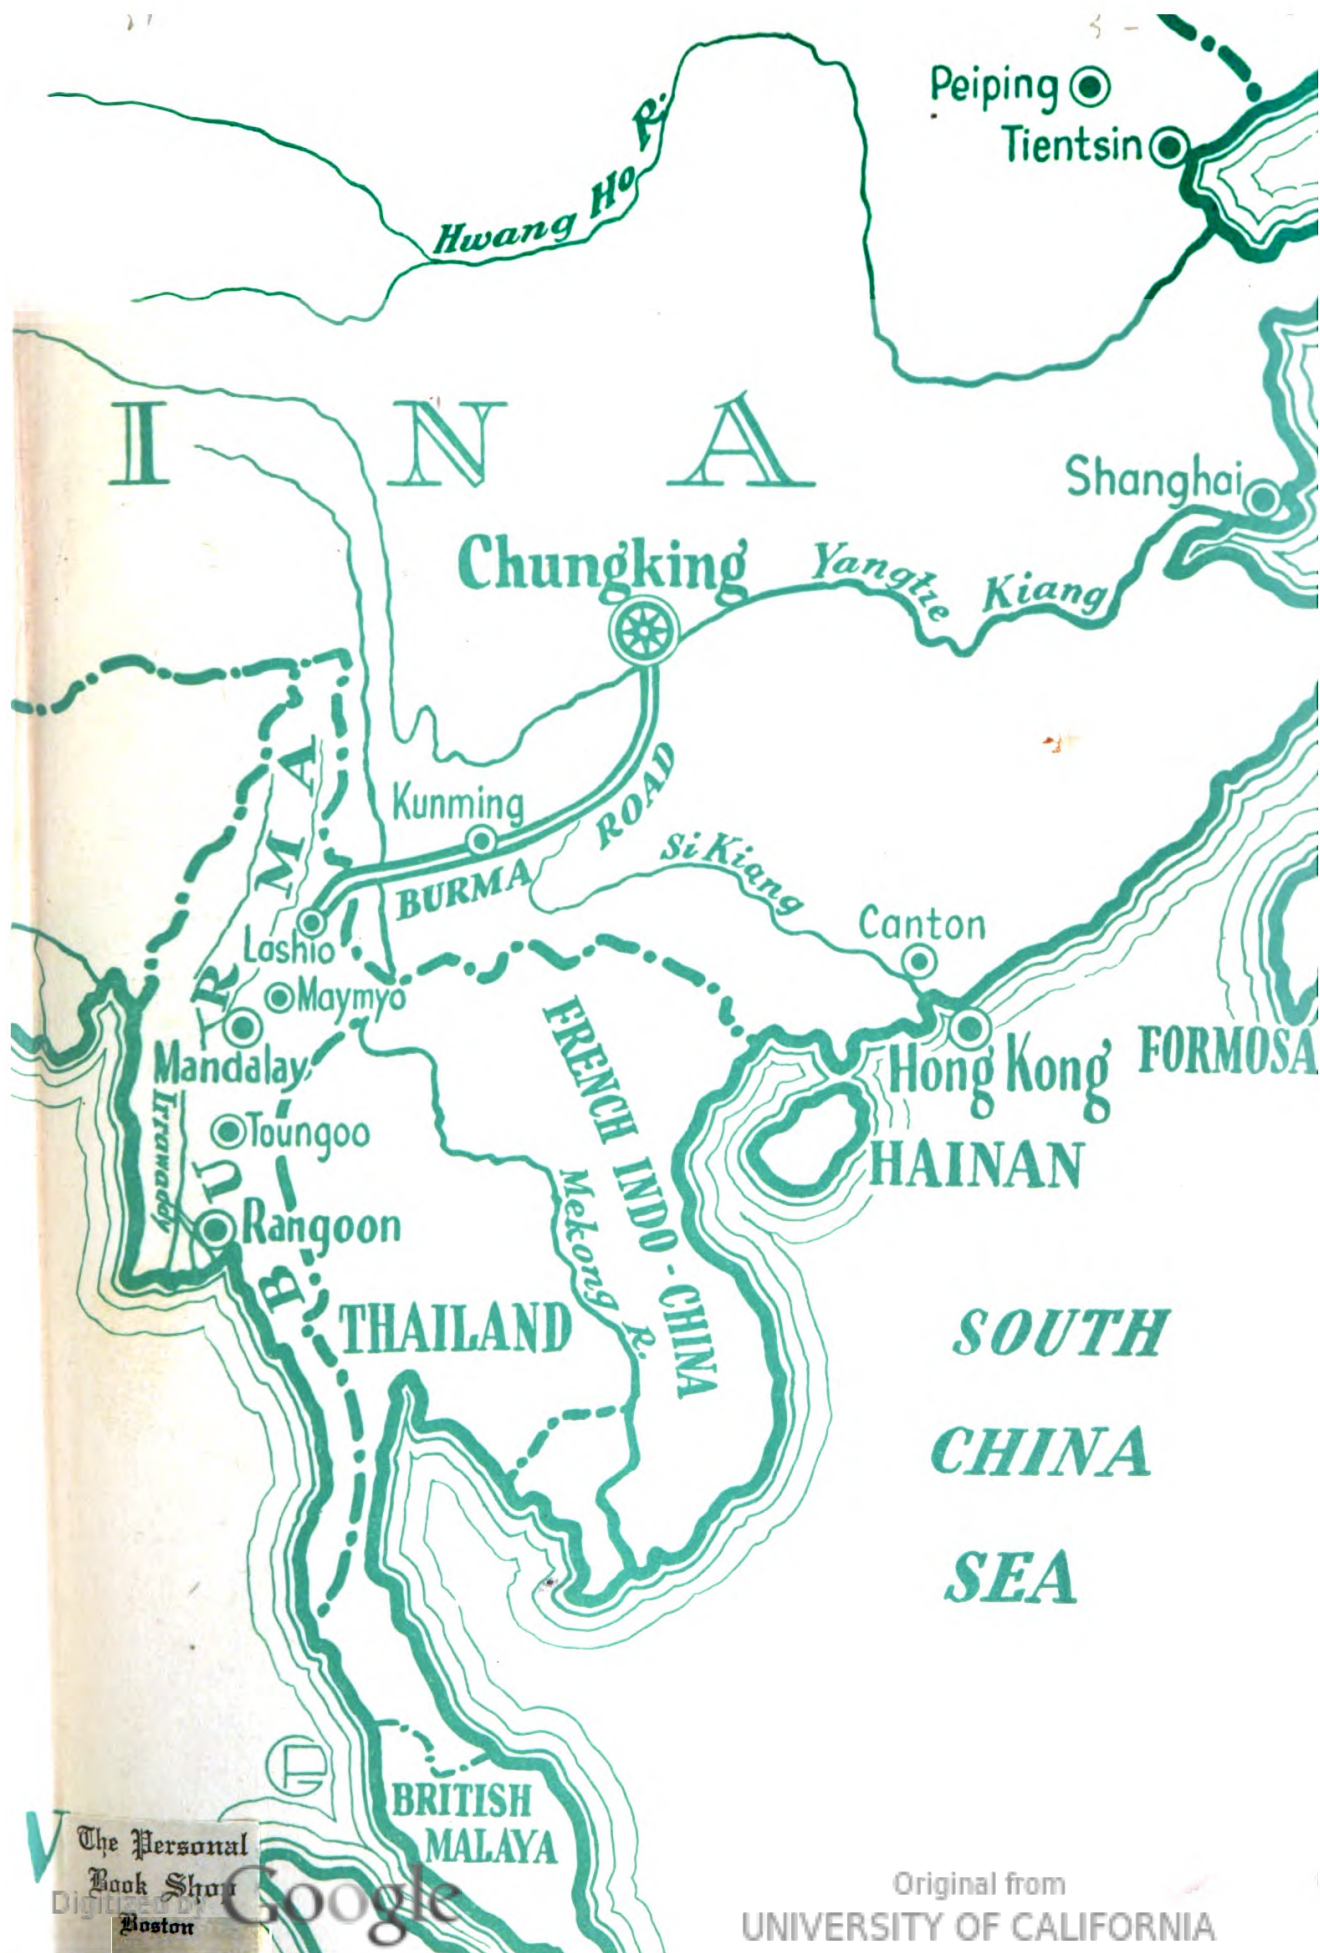 Peiping
Tientsin
Hwang Ho R.
I N A
Shanghai
Chungking
Yangtze Kiang
Kunming
BURMA ROAD
Si Kiang
Canton
Lashio
Maymyo
BURMA
Mandalay
Hong Kong
FORMOSA
FRENCH INDO-CHINA
Irrawaddy
Toungoo
HAINAN
Mekong R.
Rangoon
THAILAND
SOUTH
CHINA
SEA
BRITISH
MALAYA
The Personal
Book Shop
Boston
Digitized by Google
Original from
UNIVERSITY OF CALIFORNIA